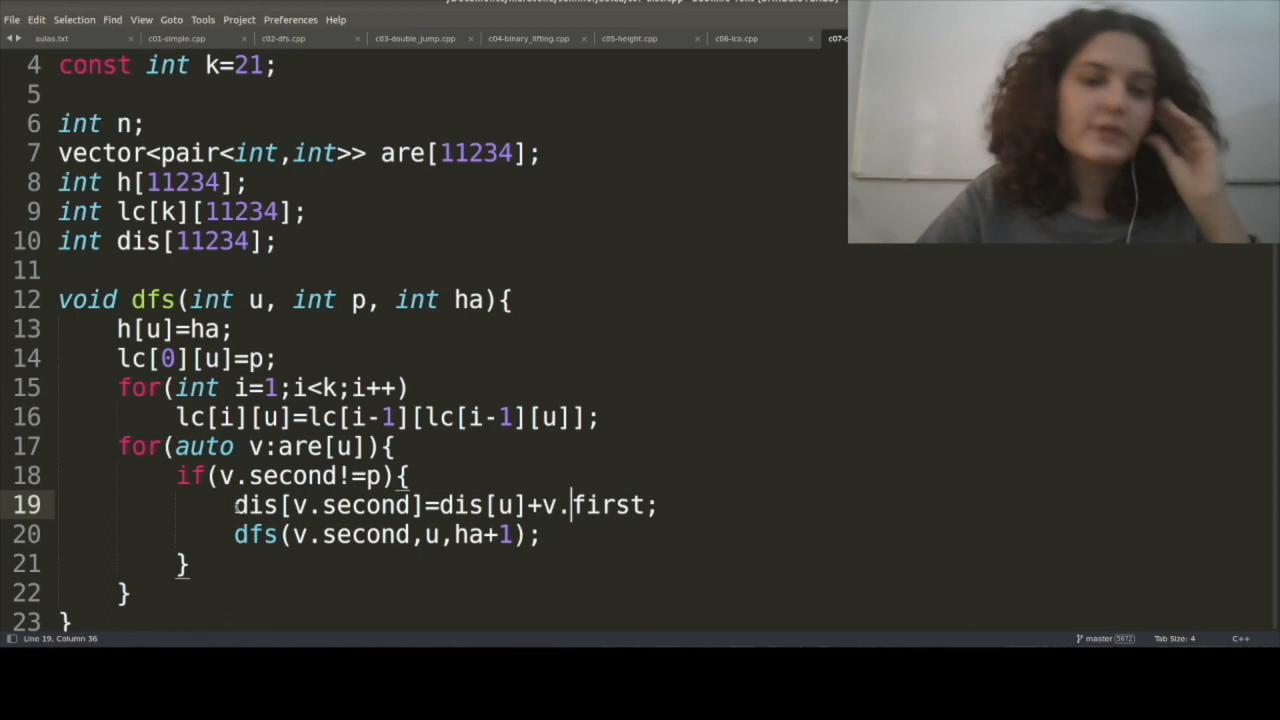 File Edit Selection Find View Goto Tools Project Preferences Help
aulas.txt c01-simple.cpp c02-dfs.cpp c03-double_jump.cpp c04-binary_lifting.cpp c05-height.cpp c06-lca.cpp
4 const int k=21;
5
6 int n;
7 vector<pair<int,int>> are[11234];
8 int h[11234];
9 int lc[k][11234];
10 int dis[11234];
11
12 void dfs(int u, int p, int ha){
13 h[u]=ha;
14 lc[0][u]=p;
15 for(int i=1;i<k;i++)
16 lc[i][u]=lc[i-1][lc[i-1][u]];
17 for(auto v:are[u]){
18 if(v.second!=p){
19 dis[v.second]=dis[u]+v.first;
20 dfs(v.second,u,ha+1);
21 }
22 }
23 }
Line 19, Column 36 master 5672 Tab Size: 4 C++